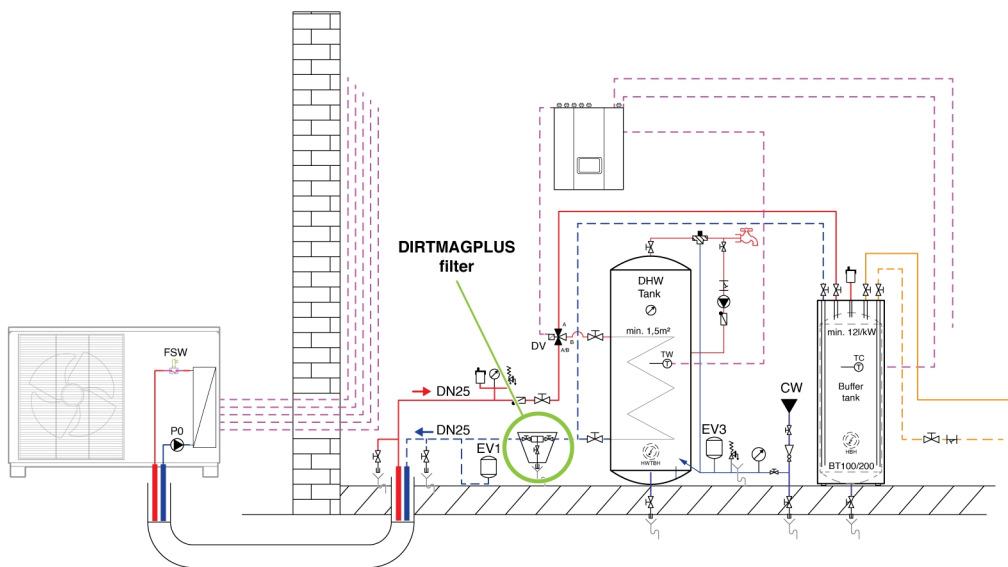 DIRTMAGPLUS
filter
FSW
P0
DN25
DN25
EV1
DV
A
B
A/B
DHW
Tank
min. 1,5m²
TW
HWTBH
EV3
CW
min. 12l/kW
TC
Buffer
tank
HBH
BT100/200
T
T